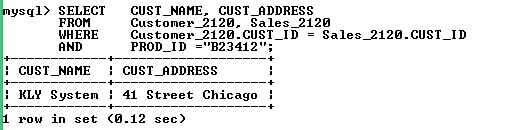 mysql> SELECT CUST_NAME, CUST_ADDRESS
FROM Customer_2120, Sales_2120
WHERE Customer_2120.CUST_ID = Sales_2120.CUST_ID
AND PROD_ID ="B23412";
+------------+-------------------+
| CUST_NAME | CUST_ADDRESS |
+------------+-------------------+
| KLY System | 41 Street Chicago |
+------------+-------------------+
1 row in set (0.12 sec)